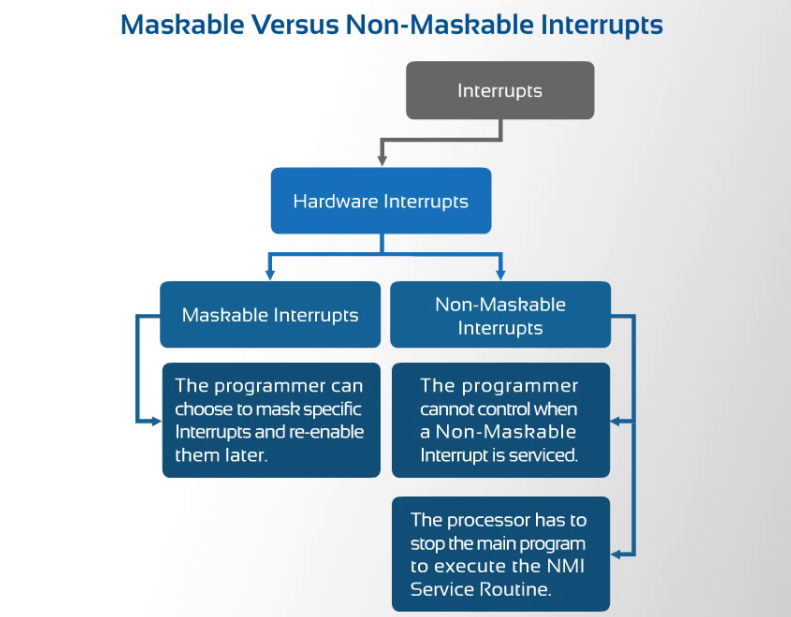 Maskable Versus Non-Maskable Interrupts
Interrupts
Hardware Interrupts
Maskable Interrupts
Non-Maskable
Interrupts
The programmer can
choose to mask specific
Interrupts and re-enable
them later.
The programmer
cannot control when
a Non-Maskable
Interrupt is serviced.
The processor has to
stop the main program
to execute the NMI
Service Routine.